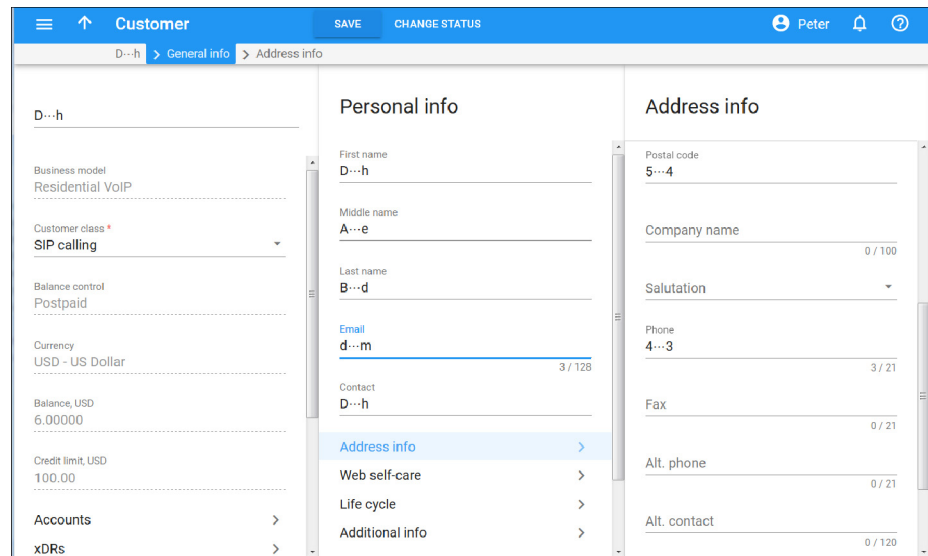 Customer
SAVE
CHANGE STATUS
Peter
D···h
General info
Address info
D···h
Business model
Residential VoIP
Customer class *
SIP calling
Balance control
Postpaid
Currency
USD - US Dollar
Balance, USD
6.00000
Credit limit, USD
100.00
Accounts
xDRs
Personal info
First name
D···h
Middle name
A···e
Last name
B···d
Email
d···m
3 / 128
Contact
D···h
Address info
Web self-care
Life cycle
Additional info
Address info
Postal code
5···4
Company name
0 / 100
Salutation
Phone
4···3
3 / 21
Fax
0 / 21
Alt. phone
0 / 21
Alt. contact
0 / 120